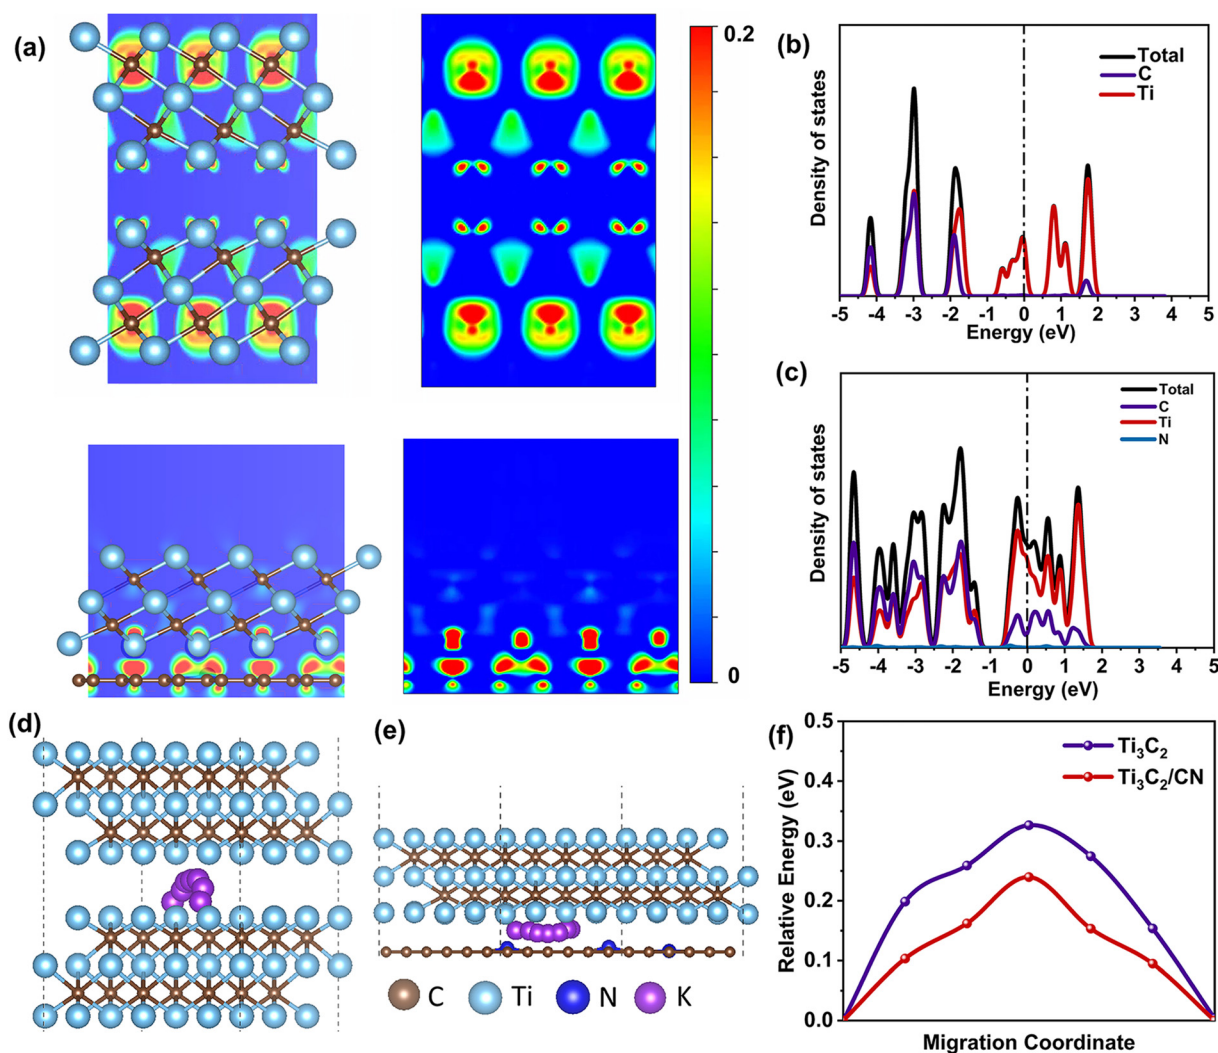 (a)
0.2
0
(b)
Total
C
Ti
Density of states
-5 -4 -3 -2 -1 0 1 2 3 4 5
Energy (eV)
(c)
Total
C
Ti
N
Density of states
-5 -4 -3 -2 -1 0 1 2 3 4 5
Energy (eV)
(d)
(e)
C Ti N K
(f)
Ti₃C₂
Ti₃C₂/CN
Relative Energy (eV)
0.5
0.4
0.3
0.2
0.1
0.0
Migration Coordinate